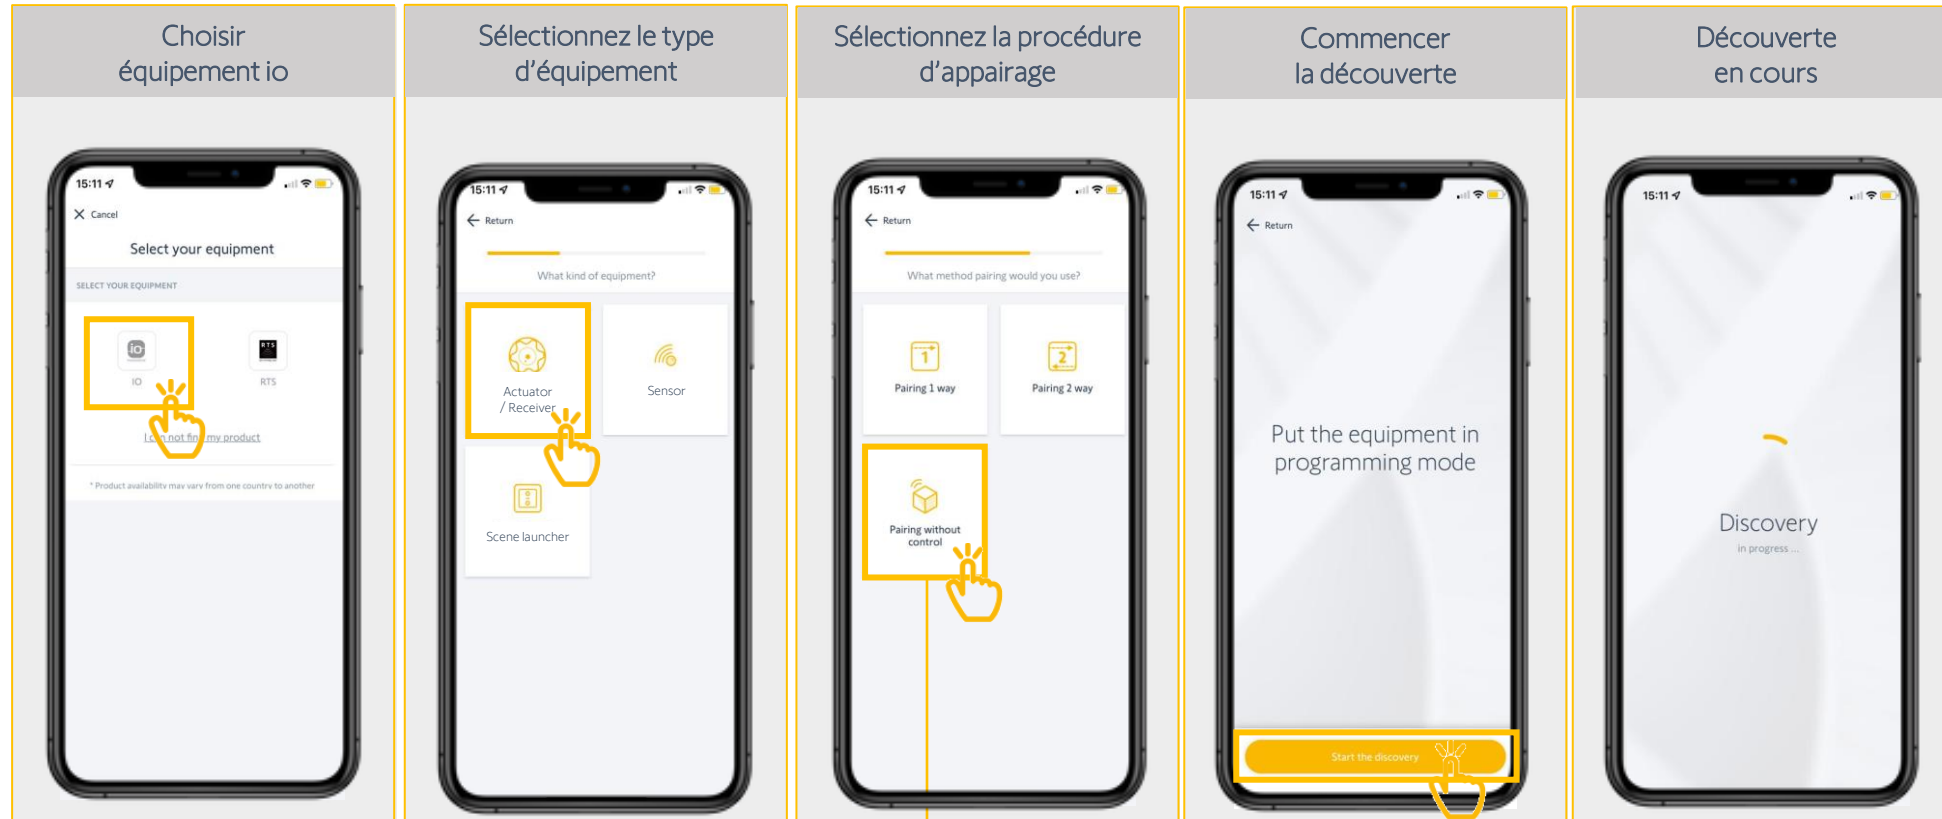 Choisir
équipement io
15:11
Cancel
Select your equipment
SELECT YOUR EQUIPMENT
io
IO
RTS
RTS
I can not find my product
* Product availability may vary from one country to another
Sélectionnez le type
d'équipement
15:11
Return
What kind of equipment?
Actuator
/ Receiver
Sensor
Scene launcher
Sélectionnez la procédure
d'appairage
15:11
Return
What method pairing would you use?
1
Pairing 1 way
2
Pairing 2 way
Pairing without
control
Commencer
la découverte
15:11
Return
Put the equipment in
programming mode
Start the discovery
Découverte
en cours
15:11
Discovery
in progress ...